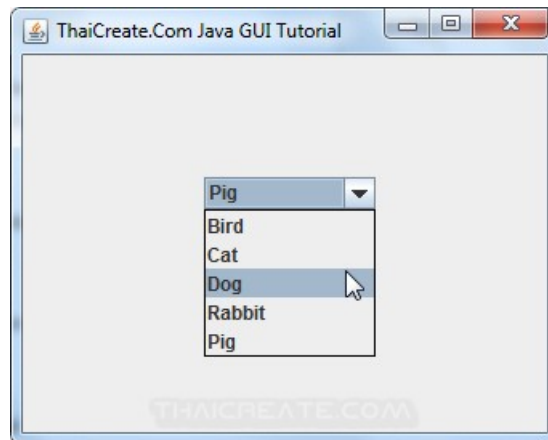 ThaiCreate.Com Java GUI Tutorial
Pig
Bird
Cat
Dog
Rabbit
Pig
THAICREATE.COM